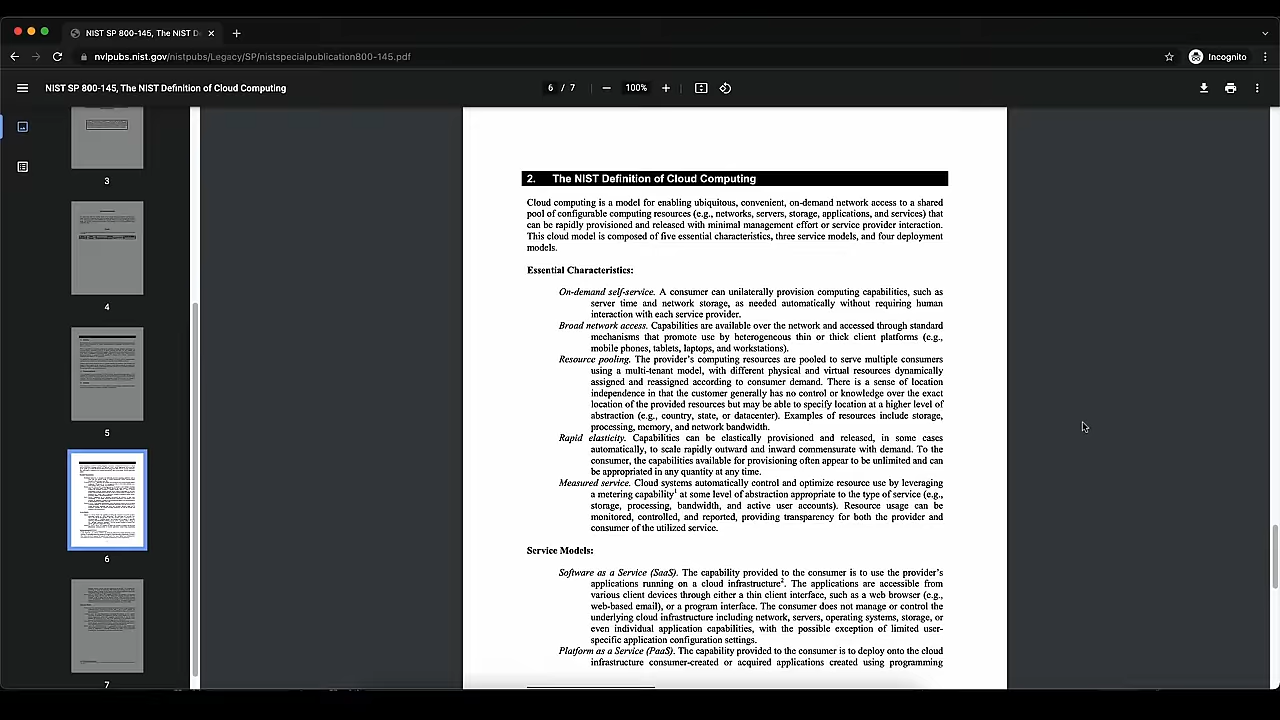 NIST SP 800-145, The NIST D
nvlpubs.nist.gov/nistpubs/Legacy/SP/nistspecialpublication800-145.pdf
Incognito
NIST SP 800-145, The NIST Definition of Cloud Computing
6 / 7
100%
3
4
5
6
7
2. The NIST Definition of Cloud Computing
Cloud computing is a model for enabling ubiquitous, convenient, on-demand network access to a shared
pool of configurable computing resources (e.g., networks, servers, storage, applications, and services) that
can be rapidly provisioned and released with minimal management effort or service provider interaction.
This cloud model is composed of five essential characteristics, three service models, and four deployment
models.
Essential Characteristics:
On-demand self-service. A consumer can unilaterally provision computing capabilities, such as
server time and network storage, as needed automatically without requiring human
interaction with each service provider.
Broad network access. Capabilities are available over the network and accessed through standard
mechanisms that promote use by heterogeneous thin or thick client platforms (e.g.,
mobile phones, tablets, laptops, and workstations).
Resource pooling. The provider's computing resources are pooled to serve multiple consumers
using a multi-tenant model, with different physical and virtual resources dynamically
assigned and reassigned according to consumer demand. There is a sense of location
independence in that the customer generally has no control or knowledge over the exact
location of the provided resources but may be able to specify location at a higher level of
abstraction (e.g., country, state, or datacenter). Examples of resources include storage,
processing, memory, and network bandwidth.
Rapid elasticity. Capabilities can be elastically provisioned and released, in some cases
automatically, to scale rapidly outward and inward commensurate with demand. To the
consumer, the capabilities available for provisioning often appear to be unlimited and can
be appropriated in any quantity at any time.
Measured service. Cloud systems automatically control and optimize resource use by leveraging
a metering capability¹ at some level of abstraction appropriate to the type of service (e.g.,
storage, processing, bandwidth, and active user accounts). Resource usage can be
monitored, controlled, and reported, providing transparency for both the provider and
consumer of the utilized service.
Service Models:
Software as a Service (SaaS). The capability provided to the consumer is to use the provider's
applications running on a cloud infrastructure². The applications are accessible from
various client devices through either a thin client interface, such as a web browser (e.g.,
web-based email), or a program interface. The consumer does not manage or control the
underlying cloud infrastructure including network, servers, operating systems, storage, or
even individual application capabilities, with the possible exception of limited user-
specific application configuration settings.
Platform as a Service (PaaS). The capability provided to the consumer is to deploy onto the cloud
infrastructure consumer-created or acquired applications created using programming